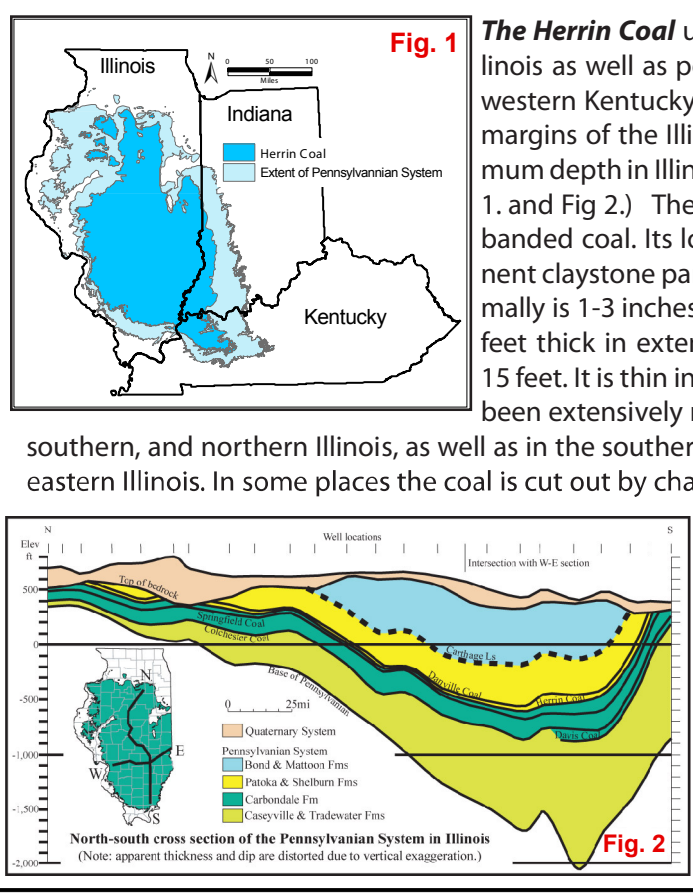 Fig. 1
Illinois
N
0 50 100
Miles
Indiana
Herrin Coal
Extent of Pennsylvannian System
Kentucky
The Herrin Coal u
linois as well as po
western Kentucky
margins of the Illi
mum depth in Illin
1. and Fig 2.) The
banded coal. Its lo
nent claystone pa
mally is 1-3 inches
feet thick in exter
15 feet. It is thin in
been extensively
southern, and northern Illinois, as well as in the souther
eastern Illinois. In some places the coal is cut out by cha
N
S
Elev
ft
Well locations
Intersection with W-E section
500
0
-500
-1,000
-1,500
-2,000
Top of bedrock
Springfield Coal
Colchester Coal
Base of Pennsylvanian
Carthage Ls
Danville Coal
Herrin Coal
Davis Coal
N
E
W
S
0 25mi
Quaternary System
Pennsylvanian System
Bond & Mattoon Fms
Patoka & Shelburn Fms
Carbondale Fm
Caseyville & Tradewater Fms
North-south cross section of the Pennsylvanian System in Illinois
(Note: apparent thickness and dip are distorted due to vertical exaggeration.)
Fig. 2